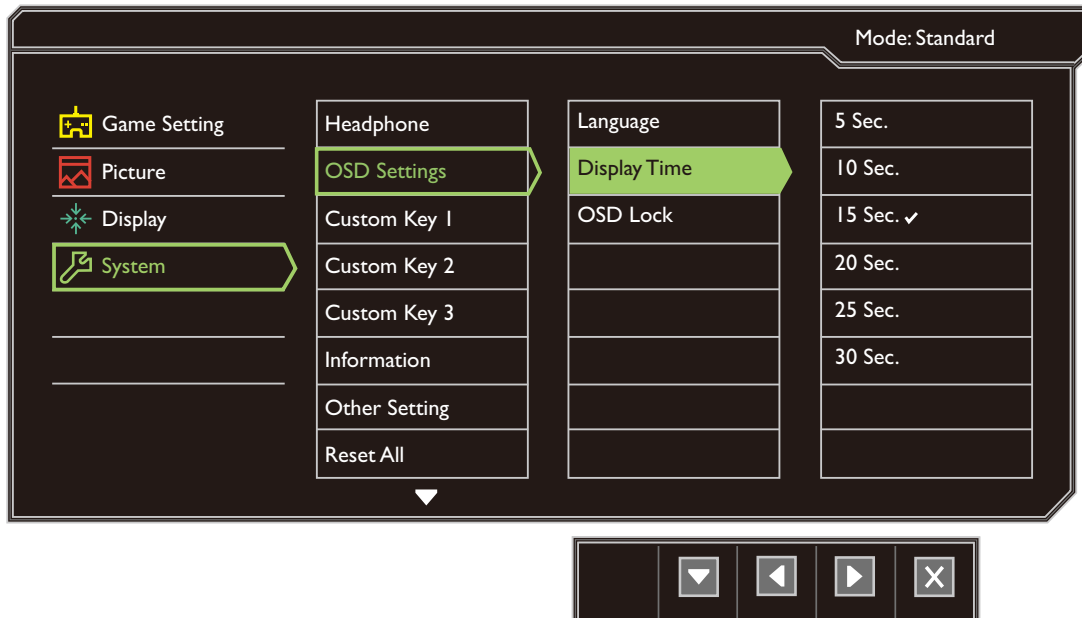 Mode: Standard
Game Setting
Picture
Display
System
Headphone
OSD Settings
Custom Key 1
Custom Key 2
Custom Key 3
Information
Other Setting
Reset All
Language
Display Time
OSD Lock
5 Sec.
10 Sec.
15 Sec.
20 Sec.
25 Sec.
30 Sec.